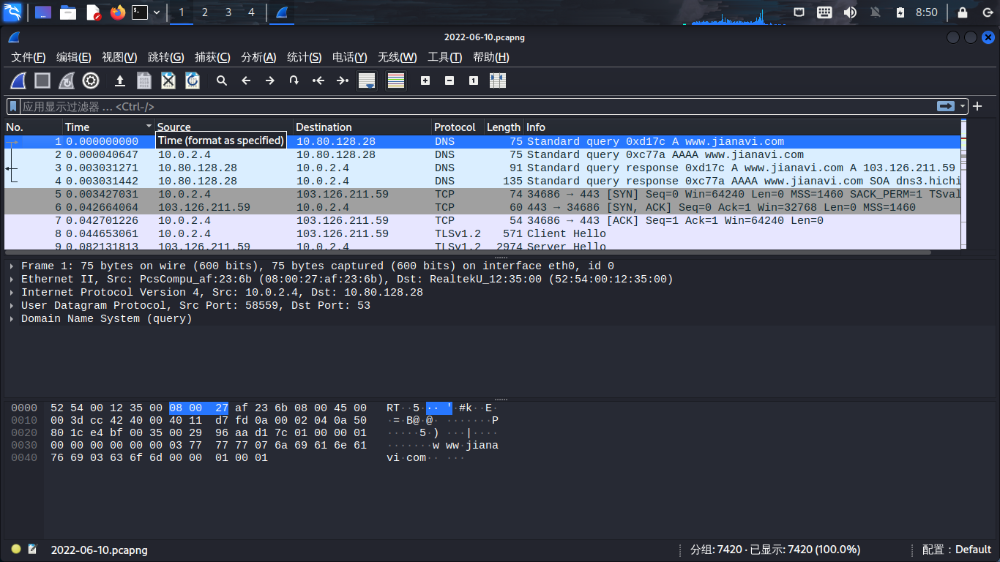 1 2 3 4 8:50
2022-06-10.pcapng
文件(F) 编辑(E) 视图(V) 跳转(G) 捕获(C) 分析(A) 统计(S) 电话(Y) 无线(W) 工具(T) 帮助(H)
应用显示过滤器 … <Ctrl-/>
No. Time Source Destination Protocol Length Info
1 0.000000000 Time (format as specified) 10.80.128.28 DNS 75 Standard query 0xd17c A www.jianavi.com
2 0.000040647 10.0.2.4 10.80.128.28 DNS 75 Standard query 0xc77a AAAA www.jianavi.com
3 0.003031271 10.80.128.28 10.0.2.4 DNS 91 Standard query response 0xd17c A www.jianavi.com A 103.126.211.59
4 0.003031442 10.80.128.28 10.0.2.4 DNS 135 Standard query response 0xc77a AAAA www.jianavi.com SOA dns3.hichi
5 0.003427031 10.0.2.4 103.126.211.59 TCP 74 34686 → 443 [SYN] Seq=0 Win=64240 Len=0 MSS=1460 SACK_PERM=1 TSval
6 0.042664064 103.126.211.59 10.0.2.4 TCP 60 443 → 34686 [SYN, ACK] Seq=0 Ack=1 Win=32768 Len=0 MSS=1460
7 0.042701226 10.0.2.4 103.126.211.59 TCP 54 34686 → 443 [ACK] Seq=1 Ack=1 Win=64240 Len=0
8 0.044653061 10.0.2.4 103.126.211.59 TLSv1.2 571 Client Hello
9 0.082131813 103.126.211.59 10.0.2.4 TLSv1.2 2974 Server Hello
Frame 1: 75 bytes on wire (600 bits), 75 bytes captured (600 bits) on interface eth0, id 0
Ethernet II, Src: PcsCompu_af:23:6b (08:00:27:af:23:6b), Dst: RealtekU_12:35:00 (52:54:00:12:35:00)
Internet Protocol Version 4, Src: 10.0.2.4, Dst: 10.80.128.28
User Datagram Protocol, Src Port: 58559, Dst Port: 53
Domain Name System (query)
0000 52 54 00 12 35 00 08 00 27 af 23 6b 08 00 45 00 RT··5··· '·#k··E·
0010 00 3d cc 42 40 00 40 11 d7 fd 0a 00 02 04 0a 50 ·=·B@·@· ·······P
0020 80 1c e4 bf 00 35 00 29 96 aa d1 7c 01 00 00 01 ·····5·) ···|····
0030 00 00 00 00 00 00 03 77 77 77 07 6a 69 61 6e 61 ·······w ww·jiana
0040 76 69 03 63 6f 6d 00 00 01 00 01 vi·com·· ···
2022-06-10.pcapng 分组: 7420 · 已显示: 7420 (100.0%) 配置：Default